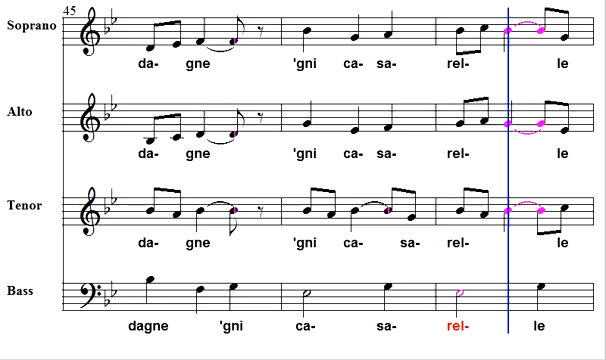 45
Soprano
da- gne 'gni ca- sa- rel- le
Alto
da- gne 'gni ca- sa- rel- le
Tenor
da- gne 'gni ca- sa- rel- le
Bass
dagne 'gni ca- sa- rel- le